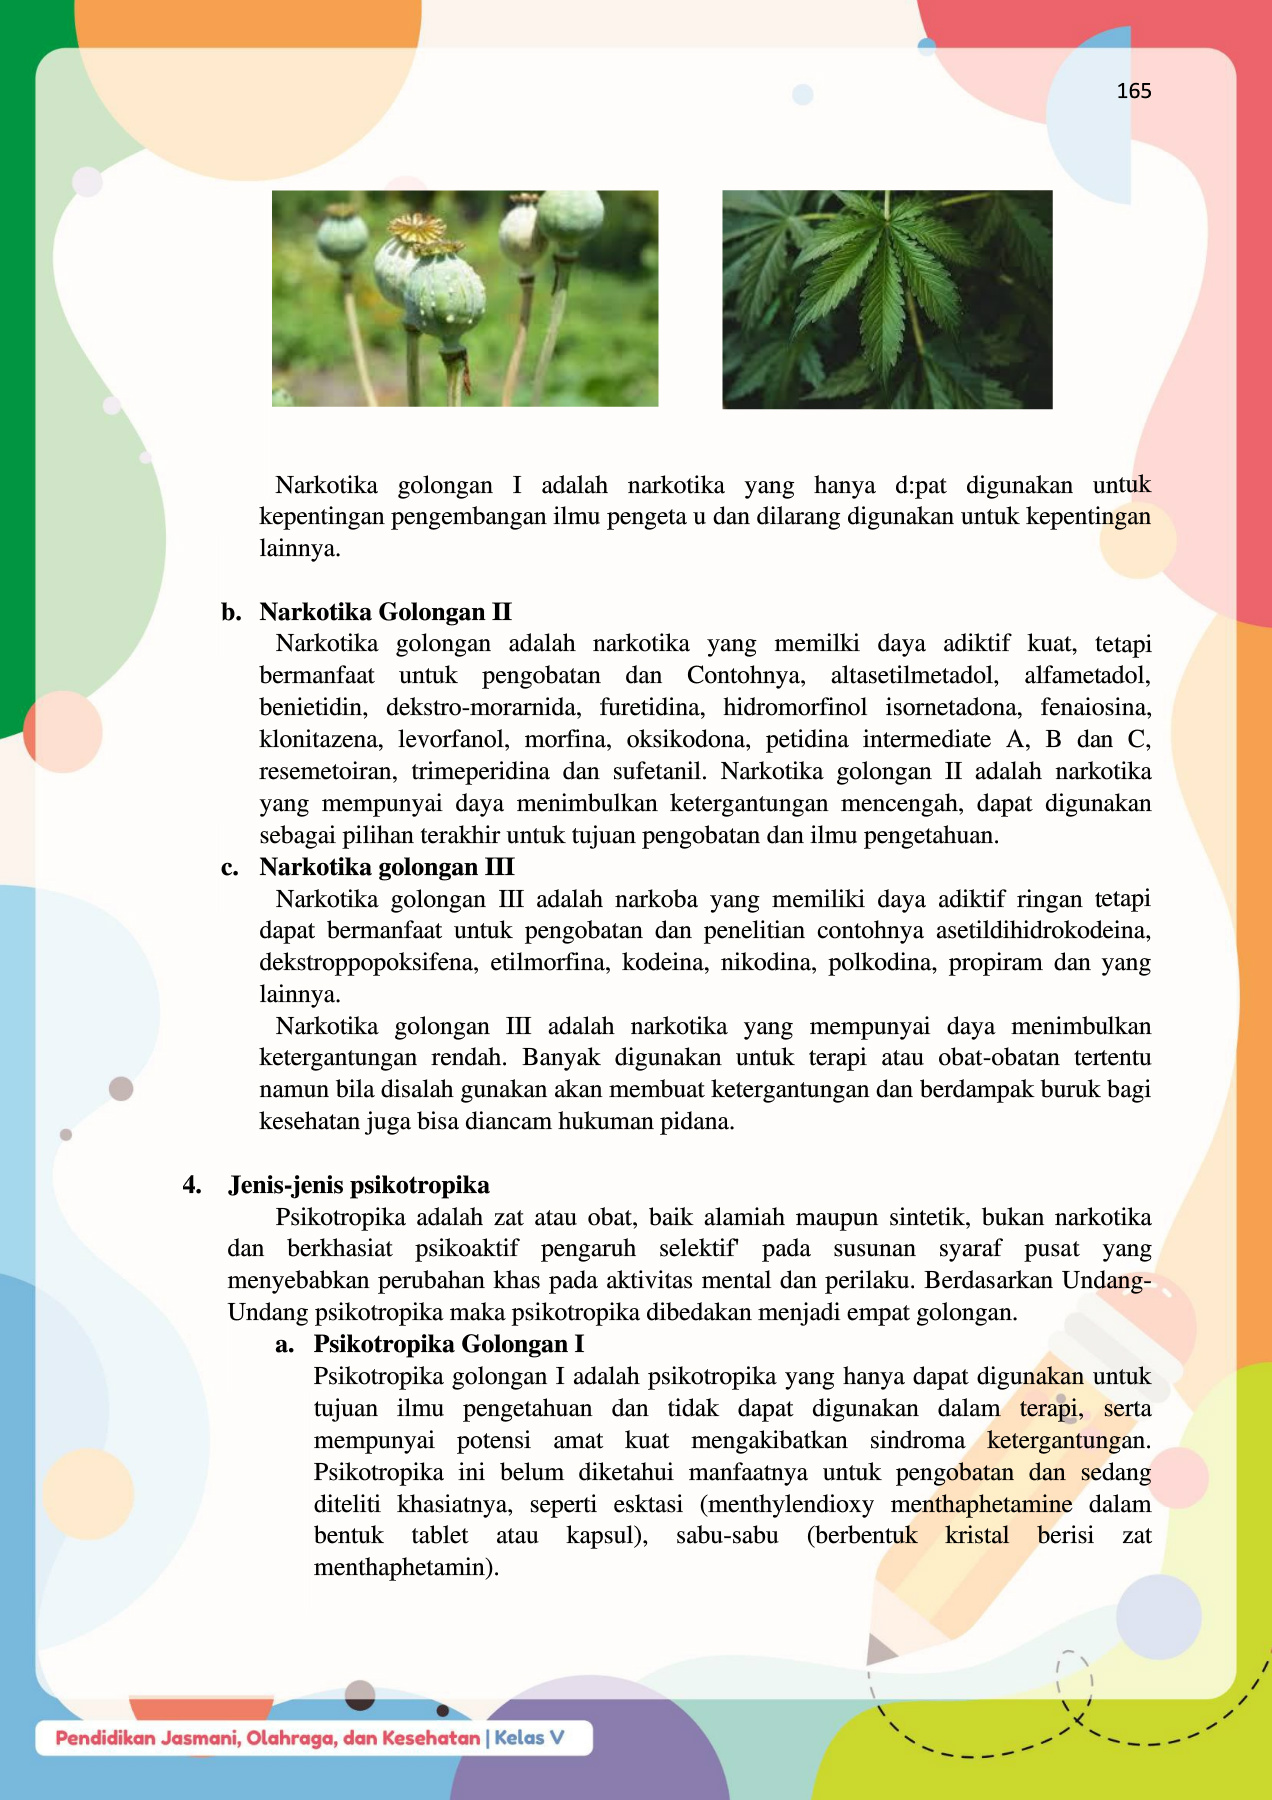 165
Narkotika golongan I adalah narkotika yang hanya d:pat digunakan untuk
kepentingan pengembangan ilmu pengeta u dan dilarang digunakan untuk kepentingan
lainnya.
b. Narkotika Golongan II
Narkotika golongan adalah narkotika yang memilki daya adiktif kuat, tetapi
bermanfaat untuk pengobatan dan Contohnya, altasetilmetadol, alfametadol,
benietidin, dekstro-morarnida, furetidina, hidromorfinol isornetadona, fenaiosina,
klonitazena, levorfanol, morfina, oksikodona, petidina intermediate A, B dan C,
resemetoiran, trimeperidina dan sufetanil. Narkotika golongan II adalah narkotika
yang mempunyai daya menimbulkan ketergantungan mencengah, dapat digunakan
sebagai pilihan terakhir untuk tujuan pengobatan dan ilmu pengetahuan.
c. Narkotika golongan III
Narkotika golongan III adalah narkoba yang memiliki daya adiktif ringan tetapi
dapat bermanfaat untuk pengobatan dan penelitian contohnya asetildihidrokodeina,
dekstroppopoksifena, etilmorfina, kodeina, nikodina, polkodina, propiram dan yang
lainnya.
Narkotika golongan III adalah narkotika yang mempunyai daya menimbulkan
ketergantungan rendah. Banyak digunakan untuk terapi atau obat-obatan tertentu
namun bila disalah gunakan akan membuat ketergantungan dan berdampak buruk bagi
kesehatan juga bisa diancam hukuman pidana.
4. Jenis-jenis psikotropika
Psikotropika adalah zat atau obat, baik alamiah maupun sintetik, bukan narkotika
dan berkhasiat psikoaktif pengaruh selektif' pada susunan syaraf pusat yang
menyebabkan perubahan khas pada aktivitas mental dan perilaku. Berdasarkan Undang-
Undang psikotropika maka psikotropika dibedakan menjadi empat golongan.
a. Psikotropika Golongan I
Psikotropika golongan I adalah psikotropika yang hanya dapat digunakan untuk
tujuan ilmu pengetahuan dan tidak dapat digunakan dalam terapi, serta
mempunyai potensi amat kuat mengakibatkan sindroma ketergantungan.
Psikotropika ini belum diketahui manfaatnya untuk pengobatan dan sedang
diteliti khasiatnya, seperti esktasi (menthylendioxy menthaphetamine dalam
bentuk tablet atau kapsul), sabu-sabu (berbentuk kristal berisi zat
menthaphetamin).
Pendidikan Jasmani, Olahraga, dan Kesehatan | Kelas V